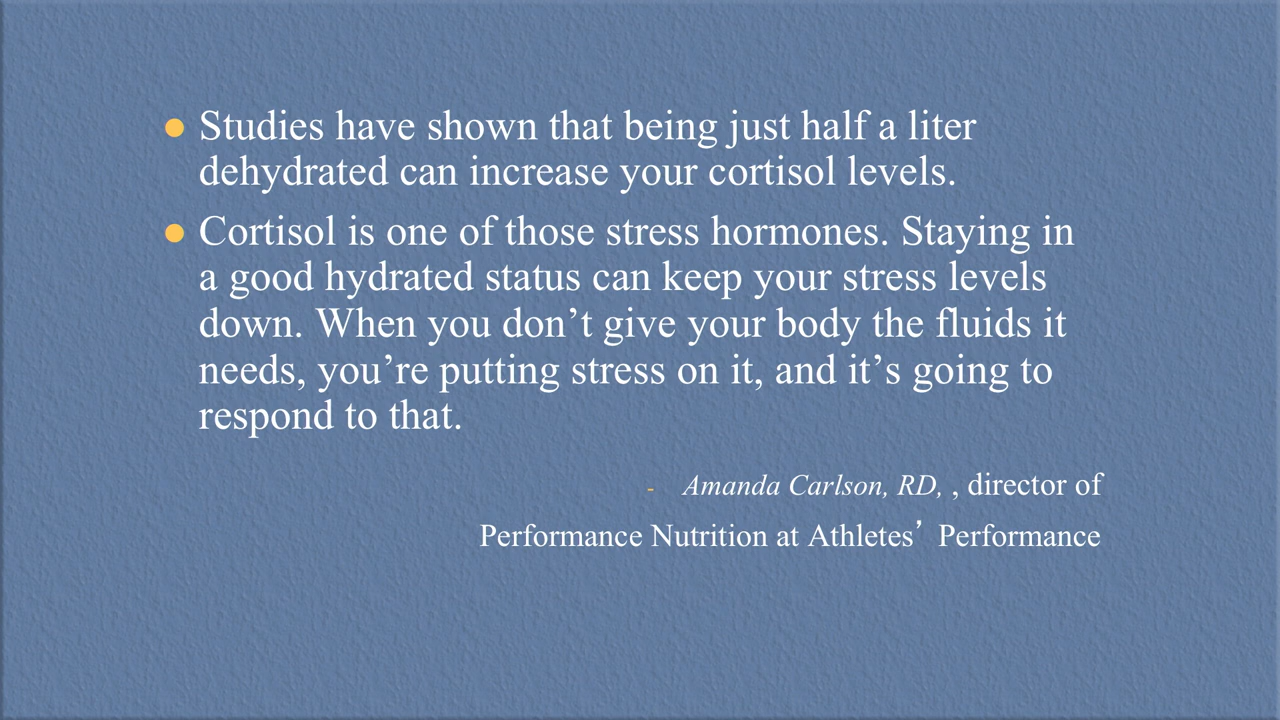 ● Studies have shown that being just half a liter
dehydrated can increase your cortisol levels.
● Cortisol is one of those stress hormones. Staying in
a good hydrated status can keep your stress levels
down. When you don’t give your body the fluids it
needs, you’re putting stress on it, and it’s going to
respond to that.
- Amanda Carlson, RD, , director of
Performance Nutrition at Athletes’ Performance